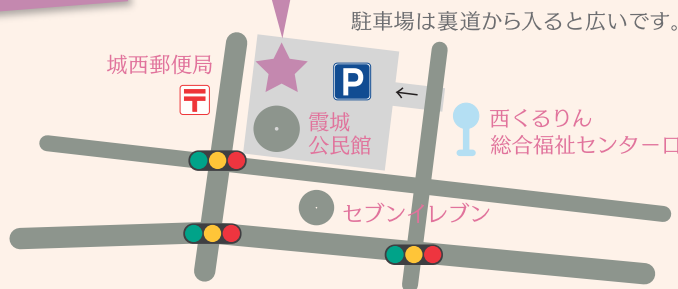 駐車場は裏道から入ると広いです。
城西郵便局
P
霞城
公民館
西くるりん
総合福祉センター口
セブンイレブン